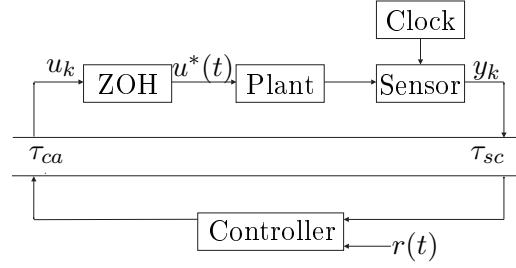 Clock
u_k ZOH u*(t) Plant Sensor y_k
τ_ca τ_sc
Controller
r(t)